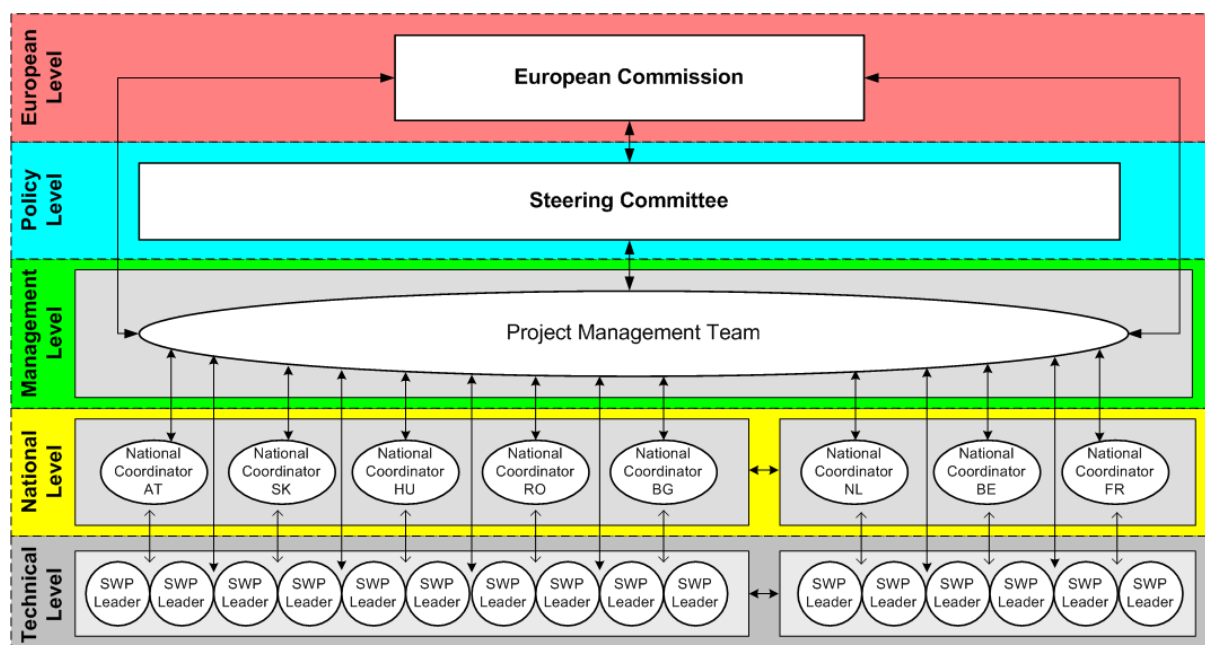 European
Level
European Commission
Policy
Level
Steering Committee
Management
Level
Project Management Team
National
Level
National
Coordinator
AT
National
Coordinator
SK
National
Coordinator
HU
National
Coordinator
RO
National
Coordinator
BG
National
Coordinator
NL
National
Coordinator
BE
National
Coordinator
FR
Technical
Level
SWP
Leader
SWP
Leader
SWP
Leader
SWP
Leader
SWP
Leader
SWP
Leader
SWP
Leader
SWP
Leader
SWP
Leader
SWP
Leader
SWP
Leader
SWP
Leader
SWP
Leader
SWP
Leader
SWP
Leader
SWP
Leader